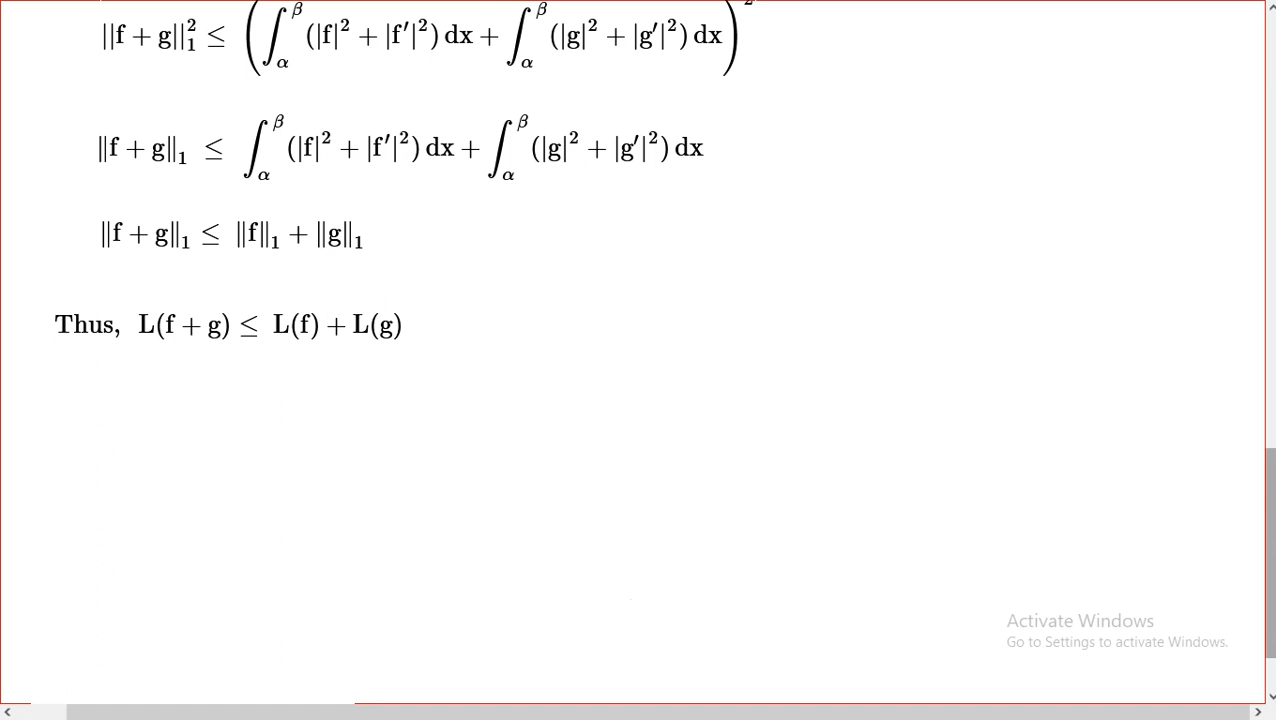 ||f + g||₁² ≤ (∫_α^β (|f|² + |f′|²) dx + ∫_α^β (|g|² + |g′|²) dx)²
‖f + g‖₁ ≤ ∫_α^β (|f|² + |f′|²) dx + ∫_α^β (|g|² + |g′|²) dx
‖f + g‖₁ ≤ ‖f‖₁ + ‖g‖₁
Thus, L(f + g) ≤ L(f) + L(g)
Activate Windows
Go to Settings to activate Windows.